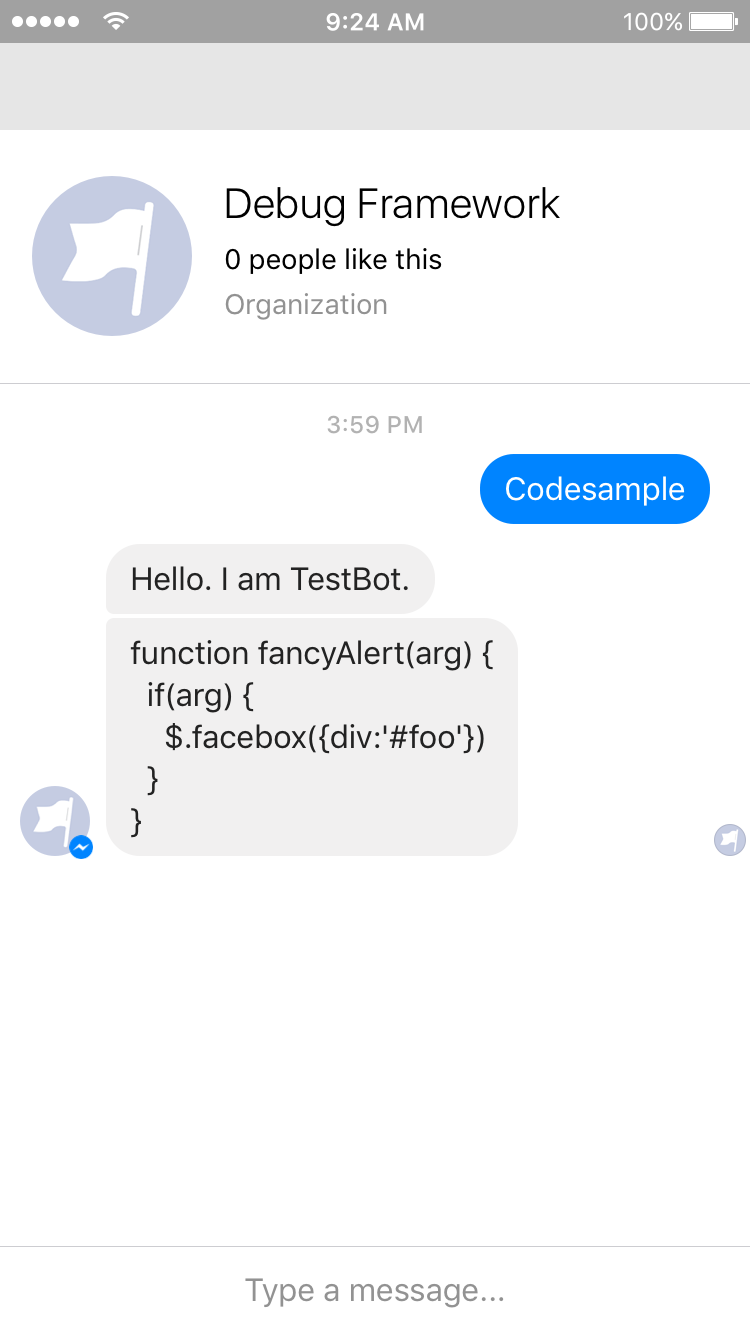 9:24 AM 100%
Debug Framework
0 people like this
Organization
3:59 PM
Codesample
Hello. I am TestBot.
function fancyAlert(arg) {
  if(arg) {
    $.facebox({div:'#foo'})
  }
}
Type a message...